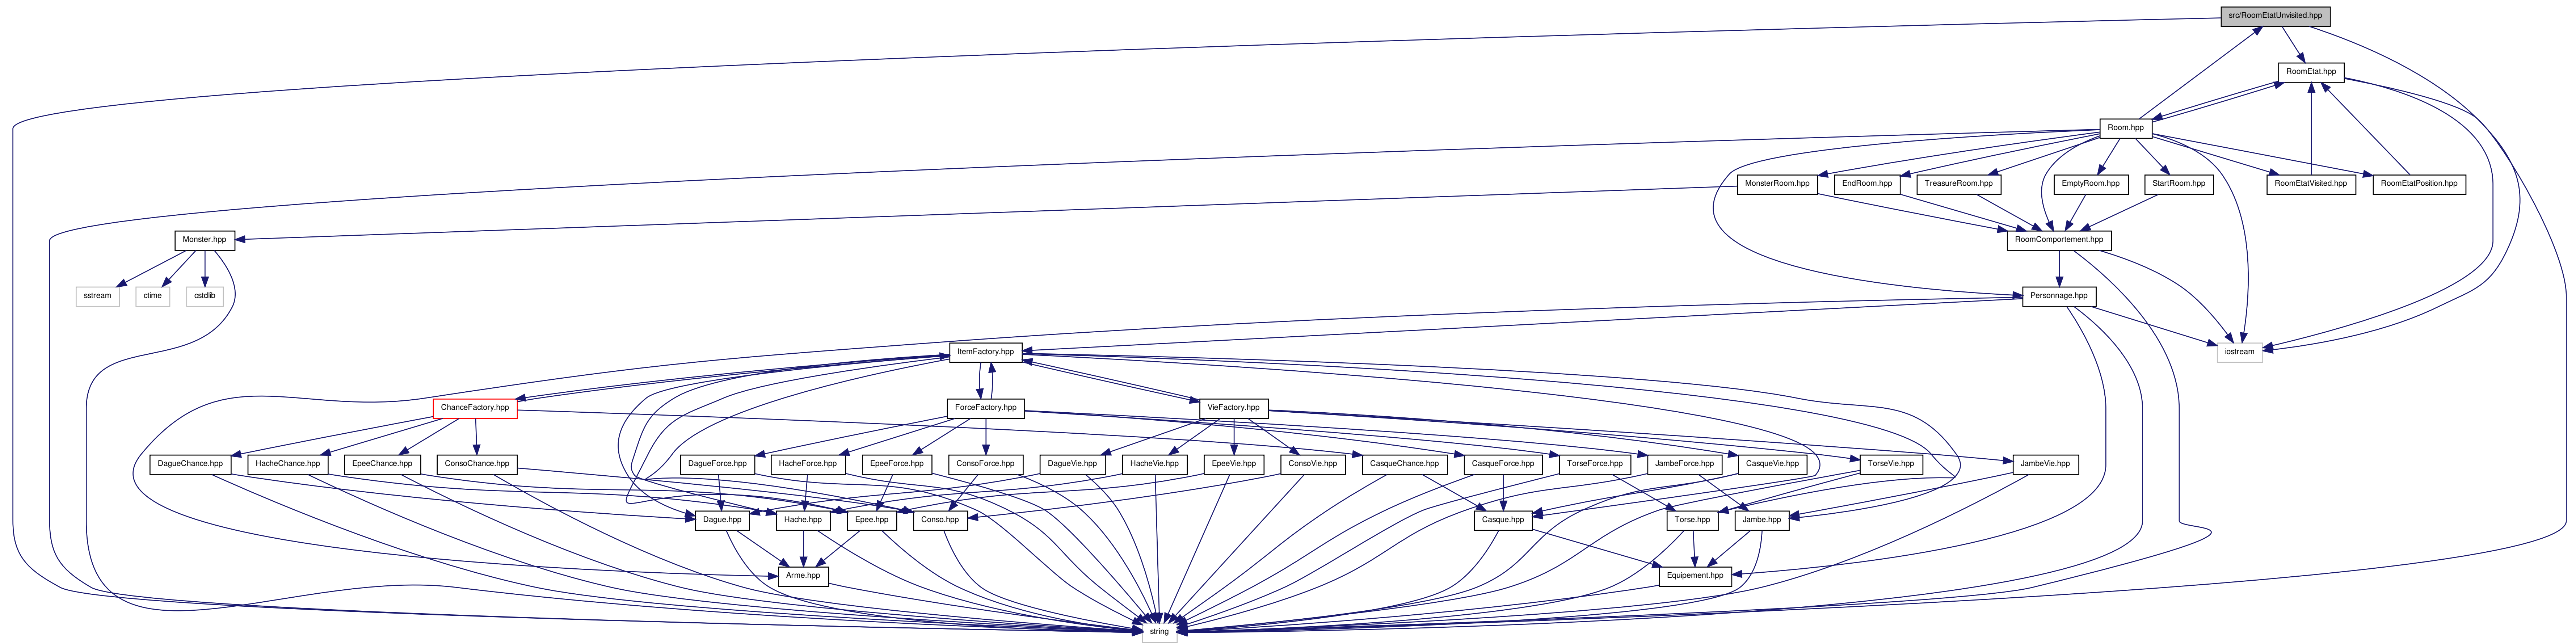 src/RoomEtatUnvisited.hpp
RoomEtat.hpp
Room.hpp
MonsterRoom.hpp
EndRoom.hpp
TreasureRoom.hpp
EmptyRoom.hpp
StartRoom.hpp
RoomEtatVisited.hpp
RoomEtatPosition.hpp
Monster.hpp
RoomComportement.hpp
sstream
ctime
cstdlib
Personnage.hpp
ItemFactory.hpp
iostream
ChanceFactory.hpp
ForceFactory.hpp
VieFactory.hpp
DagueChance.hpp
HacheChance.hpp
EpeeChance.hpp
ConsoChance.hpp
DagueForce.hpp
HacheForce.hpp
EpeeForce.hpp
ConsoForce.hpp
DagueVie.hpp
HacheVie.hpp
EpeeVie.hpp
ConsoVie.hpp
CasqueChance.hpp
CasqueForce.hpp
TorseForce.hpp
JambeForce.hpp
CasqueVie.hpp
TorseVie.hpp
JambeVie.hpp
Dague.hpp
Hache.hpp
Epee.hpp
Conso.hpp
Casque.hpp
Torse.hpp
Jambe.hpp
Arme.hpp
Equipement.hpp
string